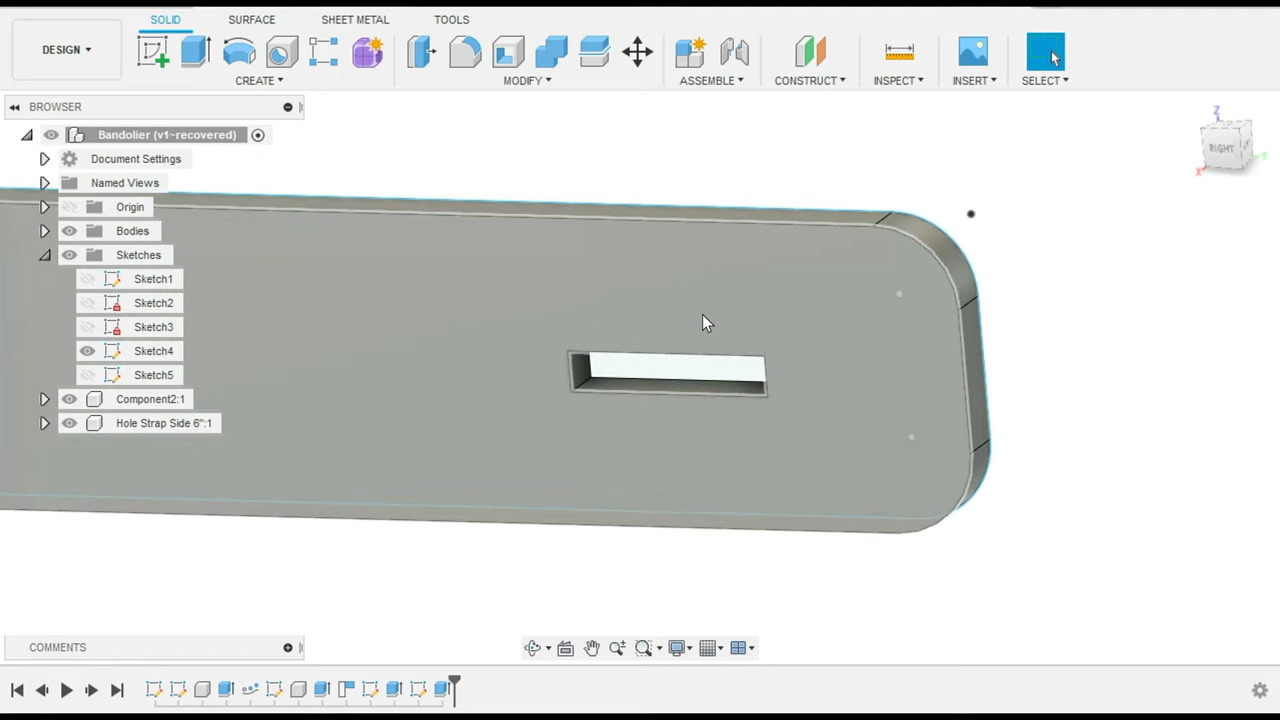 SOLID SURFACE SHEET METAL TOOLS
DESIGN
CREATE MODIFY ASSEMBLE CONSTRUCT INSPECT INSERT SELECT
BROWSER
Bandolier (v1~recovered)
Document Settings
Named Views
Origin
Bodies
Sketches
Sketch1
Sketch2
Sketch3
Sketch4
Sketch5
Component2:1
Hole Strap Side 6":1
Z
RIGHT
X
Y
COMMENTS